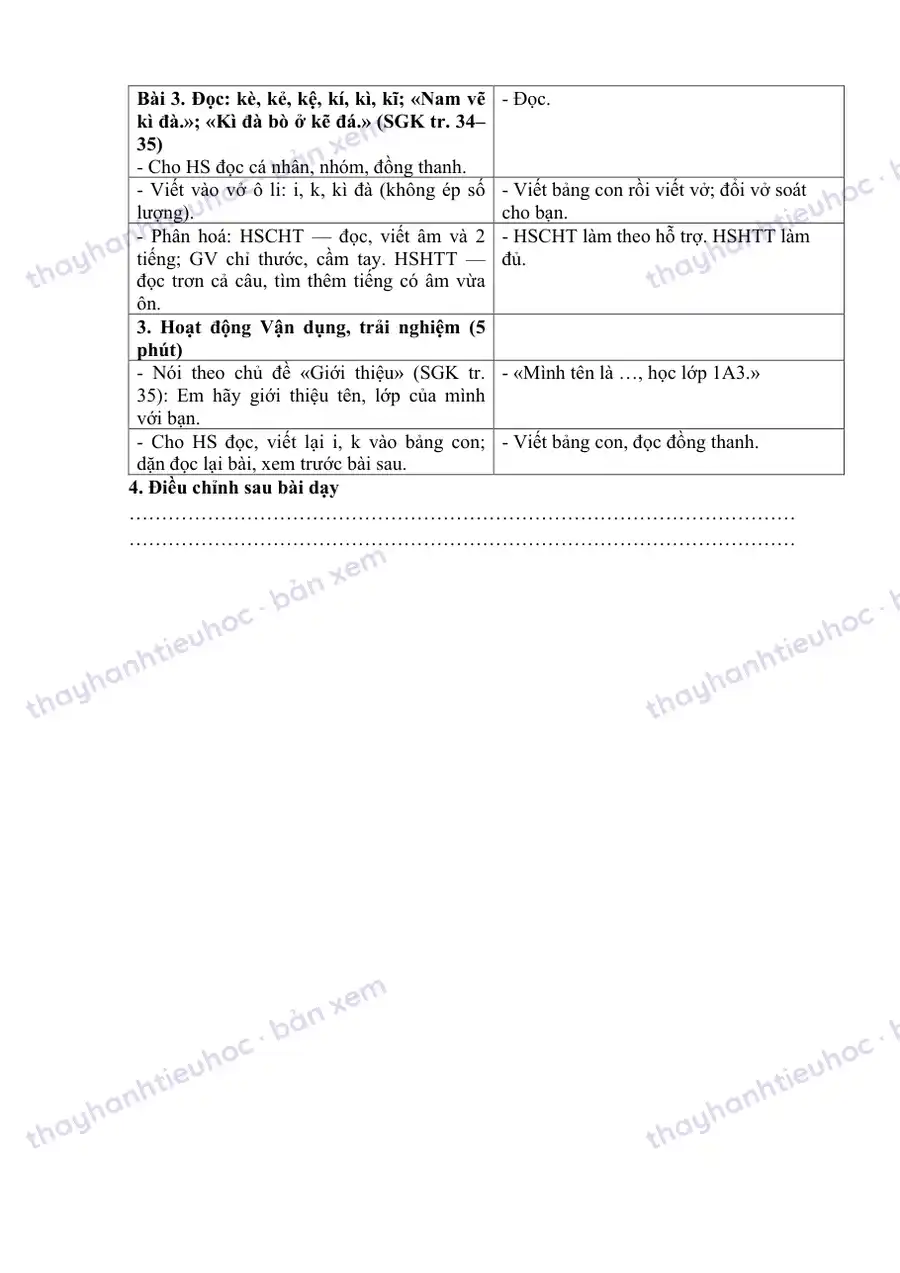 Bài 3. Đọc: kè, kẻ, kệ, kí, kì, kĩ; «Nam vẽ
kì đà.»; «Kì đà bò ở kẽ đá.» (SGK tr. 34–
35)
- Cho HS đọc cá nhân, nhóm, đồng thanh.
- Đọc.
- Viết vào vở ô li: i, k, kì đà (không ép số
lượng).
- Viết bảng con rồi viết vở; đổi vở soát
cho bạn.
- Phân hoá: HSCHT — đọc, viết âm và 2
tiếng; GV chỉ thước, cầm tay. HSHTT —
đọc trơn cả câu, tìm thêm tiếng có âm vừa
ôn.
- HSCHT làm theo hỗ trợ. HSHTT làm
đủ.
3. Hoạt động Vận dụng, trải nghiệm (5
phút)
- Nói theo chủ đề «Giới thiệu» (SGK tr.
35): Em hãy giới thiệu tên, lớp của mình
với bạn.
- «Mình tên là …, học lớp 1A3.»
- Cho HS đọc, viết lại i, k vào bảng con;
dặn đọc lại bài, xem trước bài sau.
- Viết bảng con, đọc đồng thanh.
4. Điều chỉnh sau bài dạy
…………………………………………………………………………………………
…………………………………………………………………………………………
thayhanhtieuhoc · bản xem
thayhanhtieuhoc · b
thayhanhtieuhoc · bản xem
thayhanhtieuhoc · b
thayhanhtieuhoc · bản xem
thayhanhtieuhoc · b